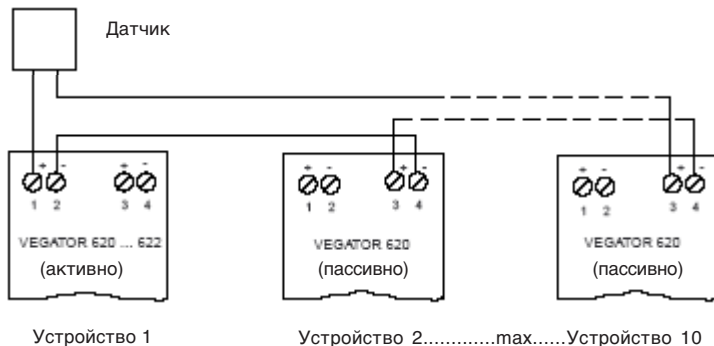 Датчик
+ - + - + - + - + - + -
1 2 3 4 1 2 3 4 1 2 3 4
VEGATOR 620 ... 622 VEGATOR 620 VEGATOR 620
(активно) (пассивно) (пассивно)
Устройство 1 Устройство 2.............max......Устройство 10